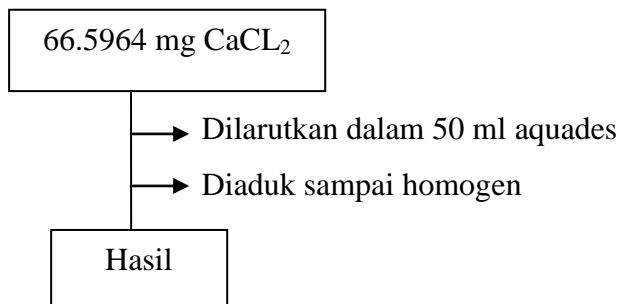 66.5964 mg CaCL₂
Dilarutkan dalam 50 ml aquades
Diaduk sampai homogen
Hasil